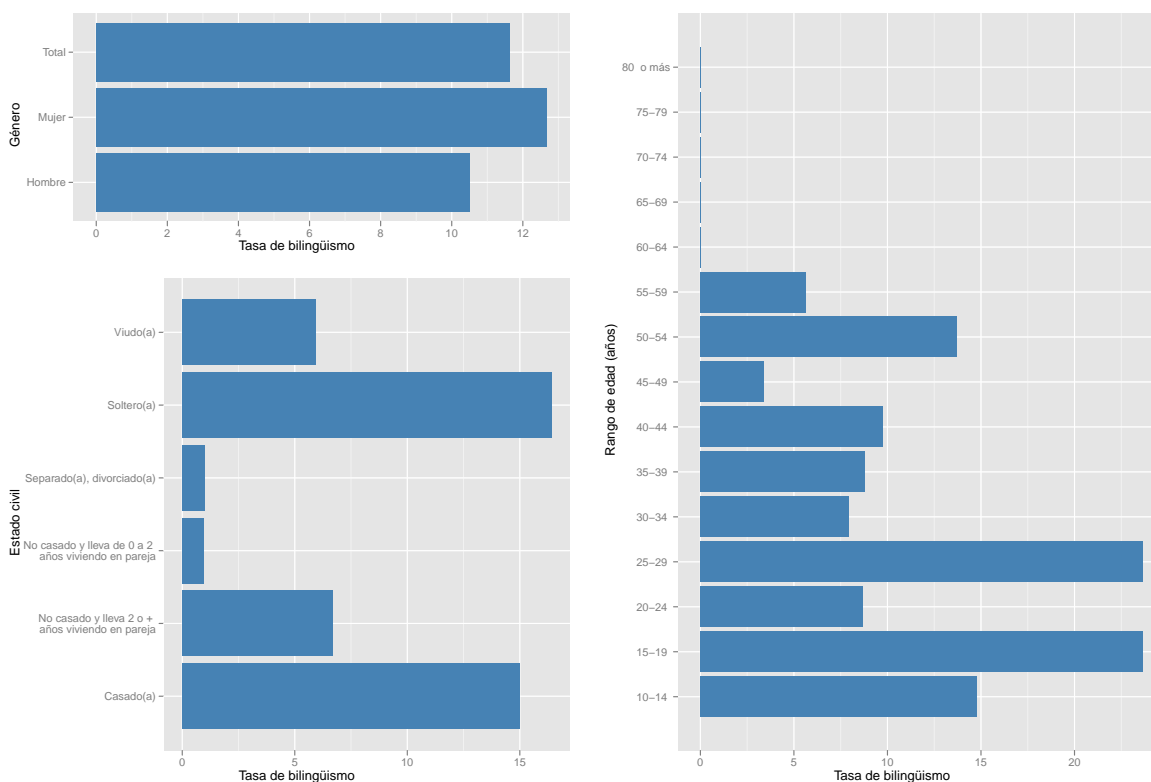 Total
Mujer
Hombre
Género
0 2 4 6 8 10 12
Tasa de bilingüismo
Viudo(a)
Soltero(a)
Separado(a), divorciado(a)
No casado y lleva de 0 a 2
años viviendo en pareja
No casado y lleva 2 o +
años viviendo en pareja
Casado(a)
Estado civil
0 5 10 15
Tasa de bilingüismo
80 o más
75−79
70−74
65−69
60−64
55−59
50−54
45−49
40−44
35−39
30−34
25−29
20−24
15−19
10−14
Rango de edad (años)
0 5 10 15 20
Tasa de bilingüismo